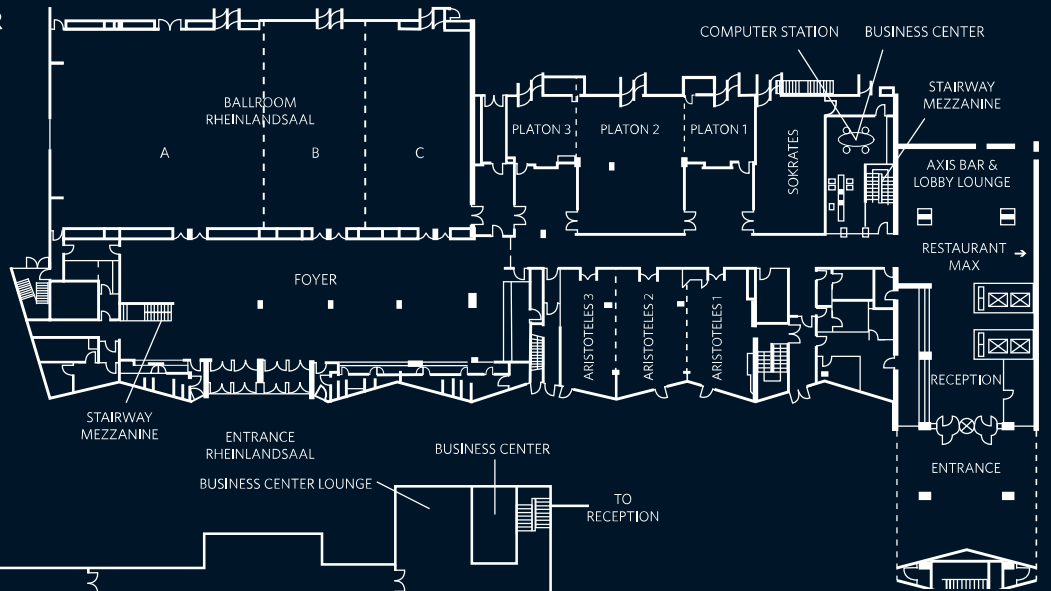 R
COMPUTER STATION
BUSINESS CENTER
STAIRWAY
MEZZANINE
BALLROOM
RHEINLANDSAAL
A
B
C
PLATON 3
PLATON 2
PLATON 1
SOKRATES
AXIS BAR &
LOBBY LOUNGE
RESTAURANT
MAX
FOYER
ARISTOTELES 3
ARISTOTELES 2
ARISTOTELES 1
RECEPTION
STAIRWAY
MEZZANINE
ENTRANCE
RHEINLANDSAAL
BUSINESS CENTER
ENTRANCE
BUSINESS CENTER LOUNGE
TO
RECEPTION